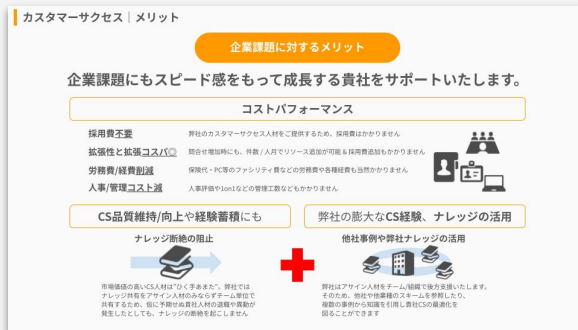 カスタマーサクセス｜メリット
企業課題に対するメリット
企業課題にもスピード感をもって成長する貴社をサポートいたします。
コストパフォーマンス
採用費不要 弊社のカスタマーサクセス人材をご提供するため、採用費はかかりません
拡張性と拡張コスパ◎ 問合せ増加時にも、件数 / 人月でリソース追加が可能 & 採用費追加もかかりません
労務費/経費削減 保険代・PC等のファシリティ費などの労務費や各種経費も当然かかりません
人事/管理コスト減 人事評価や1on1などの管理工数などもかかりません
CS品質維持/向上や経験蓄積にも
弊社の膨大なCS経験、ナレッジの活用
ナレッジ断絶の阻止
他社事例や弊社ナレッジの活用
市場価値の高いCS人材は"ひく手あまた"。弊社では
ナレッジ共有をアサイン人材のみならずチーム単位で
共有するため、仮に予期せぬ貴社人材の退職や異動が
発生したとしても、ナレッジの断絶を起こしません
弊社はアサイン人材をチーム/組織で後方支援いたします。
そのため、他社や他業種のスキームを参照したり、
複数の事例から知識を引用し貴社CSの最適化を
図ることができます